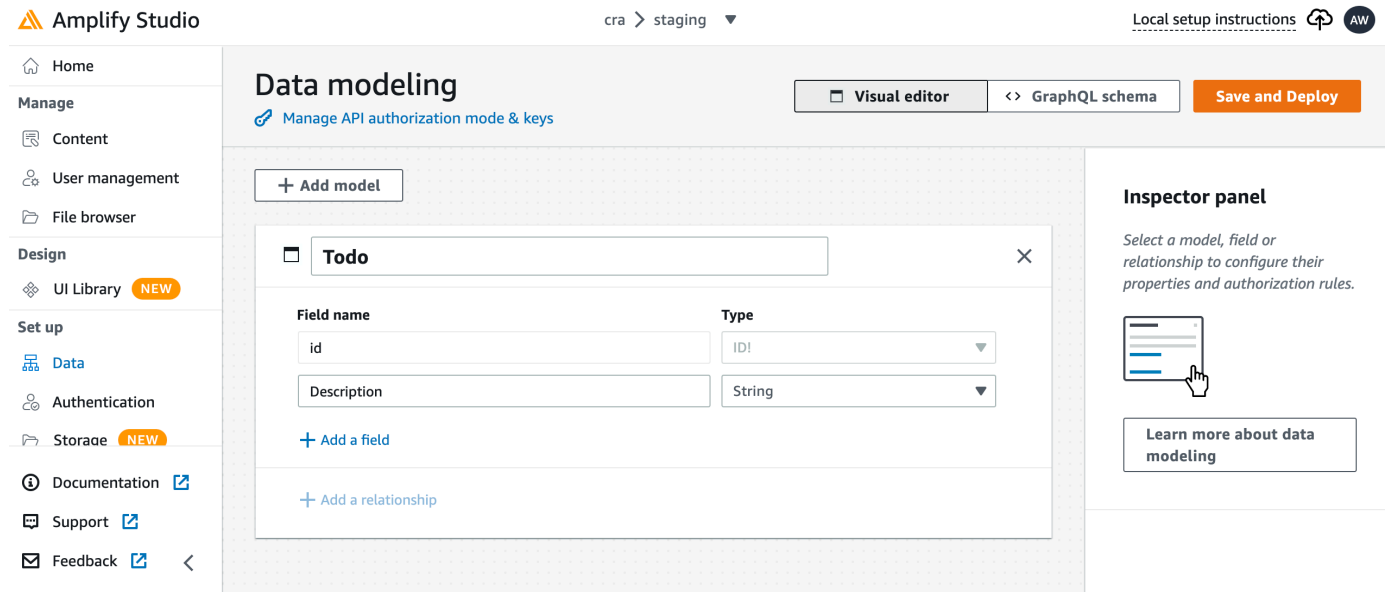 Amplify Studio
cra > staging ▼
Local setup instructions
AW
Home
Manage
Content
User management
File browser
Design
UI Library NEW
Set up
Data
Authentication
Storage NEW
Documentation
Support
Feedback
Data modeling
Manage API authorization mode & keys
Visual editor
<> GraphQL schema
Save and Deploy
+ Add model
Todo
Field name Type
id ID!
Description String
+ Add a field
+ Add a relationship
Inspector panel
Select a model, field or
relationship to configure their
properties and authorization rules.
Learn more about data
modeling